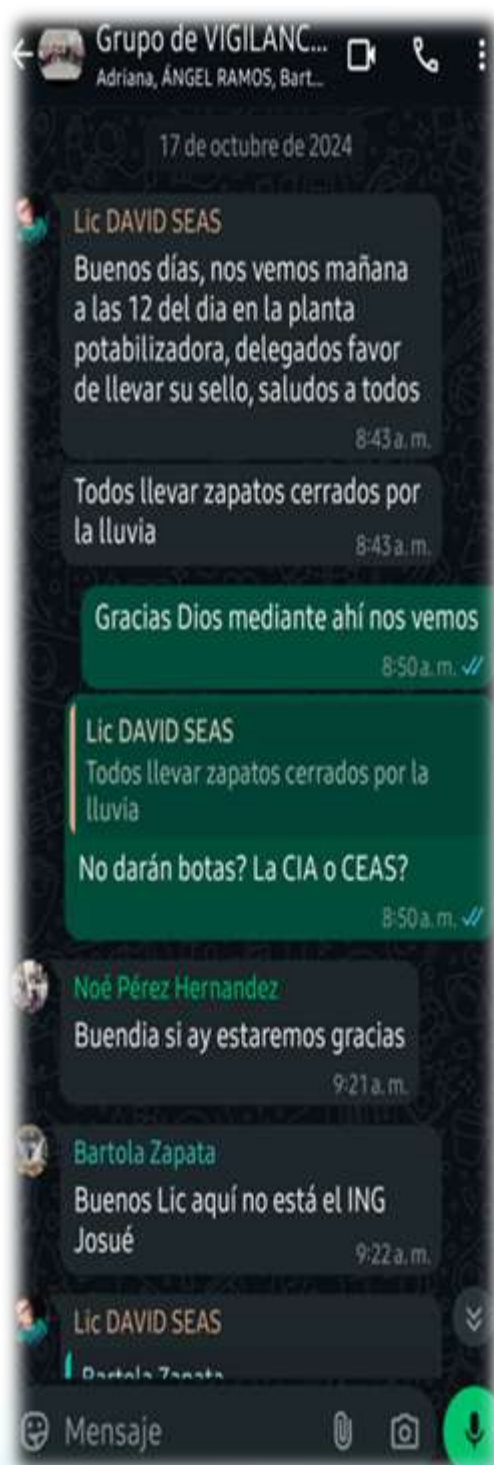 Grupo de VIGILANC...
Adriana, ÁNGEL RAMOS, Bart...
17 de octubre de 2024
Lic DAVID SEAS
Buenos días, nos vemos mañana
a las 12 del dia en la planta
potabilizadora, delegados favor
de llevar su sello, saludos a todos
8:43 a. m.
Todos llevar zapatos cerrados por
la lluvia
8:43 a. m.
Gracias Dios mediante ahí nos vemos
8:50 a. m.
Lic DAVID SEAS
Todos llevar zapatos cerrados por la
lluvia
No darán botas? La CIA o CEAS?
8:50 a. m.
Noé Pérez Hernandez
Buendia si ay estaremos gracias
9:21 a. m.
Bartola Zapata
Buenos Lic aquí no está el ING
Josué
9:22 a. m.
Lic DAVID SEAS
Bartola Zapata
Mensaje